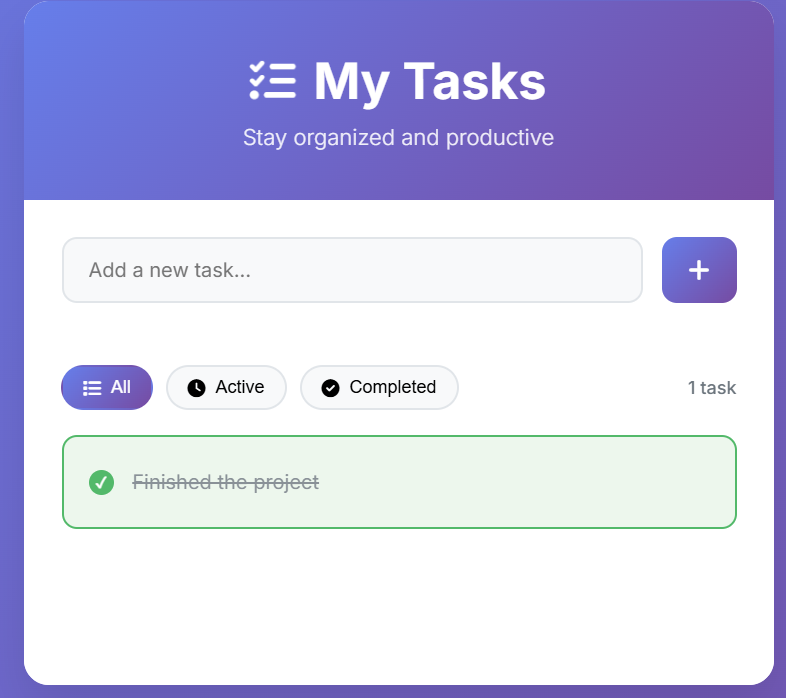 My Tasks
Stay organized and productive
Add a new task...
All Active Completed 1 task
Finished the project